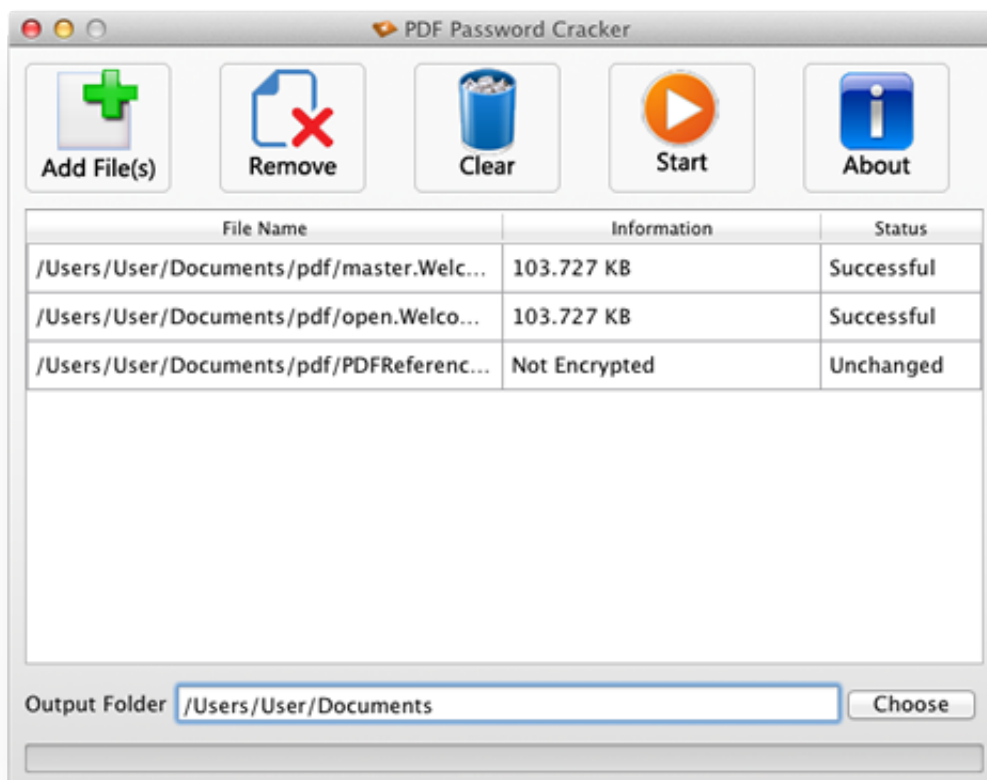 PDF Password Cracker
Add File(s) Remove Clear Start About
File Name Information Status
/Users/User/Documents/pdf/master.Welc... 103.727 KB Successful
/Users/User/Documents/pdf/open.Welco... 103.727 KB Successful
/Users/User/Documents/pdf/PDFReferenc... Not Encrypted Unchanged
Output Folder /Users/User/Documents Choose